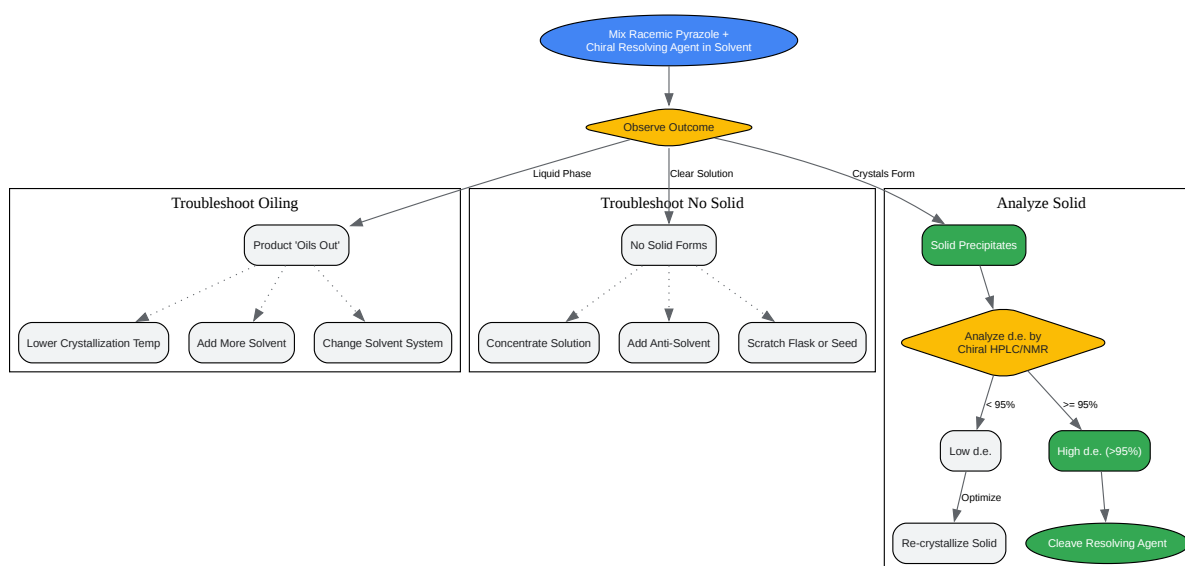 Mix Racemic Pyrazole +
Chiral Resolving Agent in Solvent
Observe Outcome
Liquid Phase
Clear Solution
Crystals Form
Troubleshoot Oiling
Troubleshoot No Solid
Analyze Solid
Product 'Oils Out'
No Solid Forms
Solid Precipitates
Lower Crystallization Temp
Add More Solvent
Change Solvent System
Concentrate Solution
Add Anti-Solvent
Scratch Flask or Seed
Analyze d.e. by
Chiral HPLC/NMR
< 95%
>= 95%
Low d.e.
High d.e. (>95%)
Optimize
Re-crystallize Solid
Cleave Resolving Agent